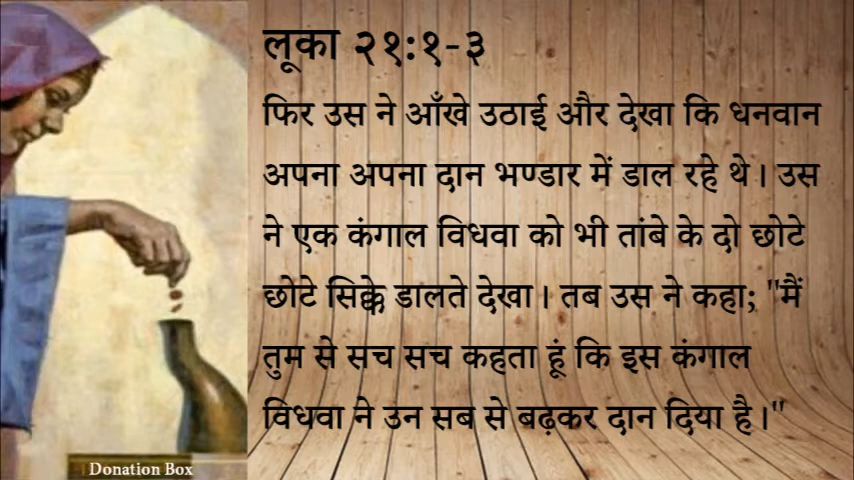 लूका २१:१-३
फिर उस ने आँखे उठाई और देखा कि धनवान
अपना अपना दान भण्डार में डाल रहे थे। उस
ने एक कंगाल विधवा को भी तांबे के दो छोटे
छोटे सिक्के डालते देखा। तब उस ने कहा; "मैं
तुम से सच सच कहता हूं कि इस कंगाल
विधवा ने उन सब से बढ़कर दान दिया है।"
Donation Box